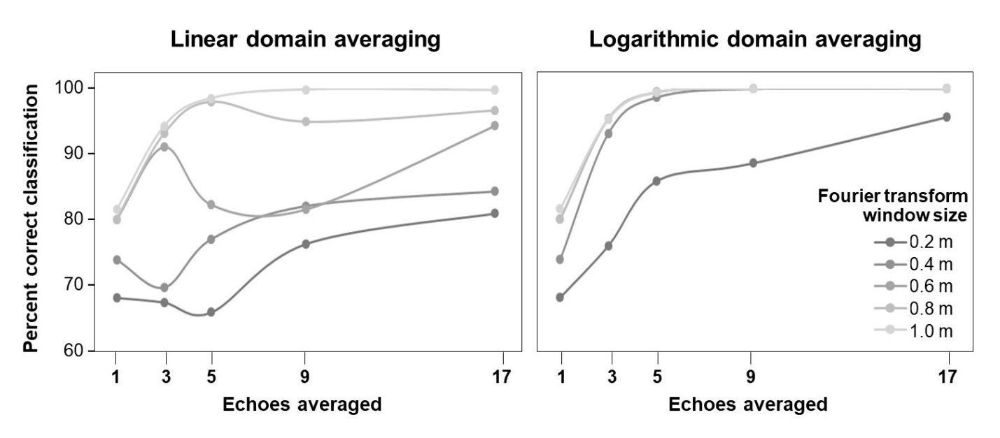 Linear domain averaging
Logarithmic domain averaging
Percent correct classification
100
90
80
70
60
1 3 5 9 17
Echoes averaged
1 3 5 9 17
Echoes averaged
Fourier transform
window size
0.2 m
0.4 m
0.6 m
0.8 m
1.0 m